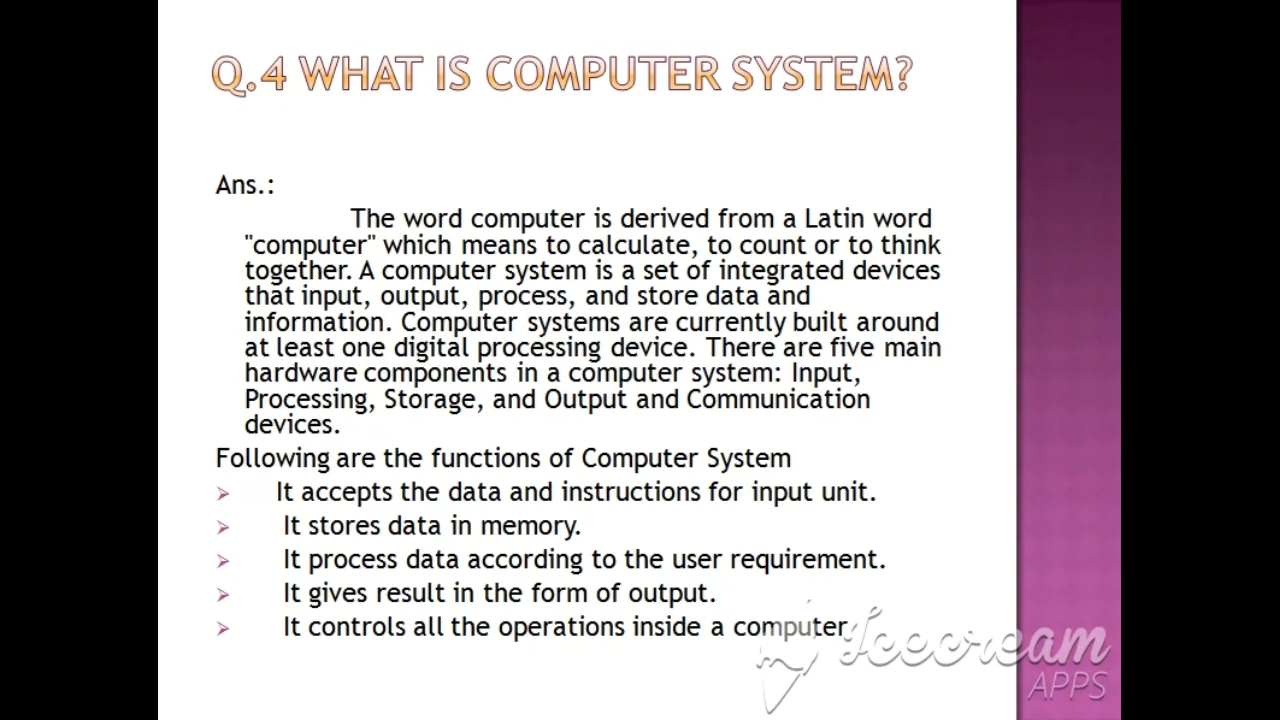 Q.4 WHAT IS COMPUTER SYSTEM?
Ans.:
The word computer is derived from a Latin word
"computer" which means to calculate, to count or to think
together. A computer system is a set of integrated devices
that input, output, process, and store data and
information. Computer systems are currently built around
at least one digital processing device. There are five main
hardware components in a computer system: Input,
Processing, Storage, and Output and Communication
devices.
Following are the functions of Computer System
It accepts the data and instructions for input unit.
It stores data in memory.
It process data according to the user requirement.
It gives result in the form of output.
It controls all the operations inside a computer
Icecream
APPS